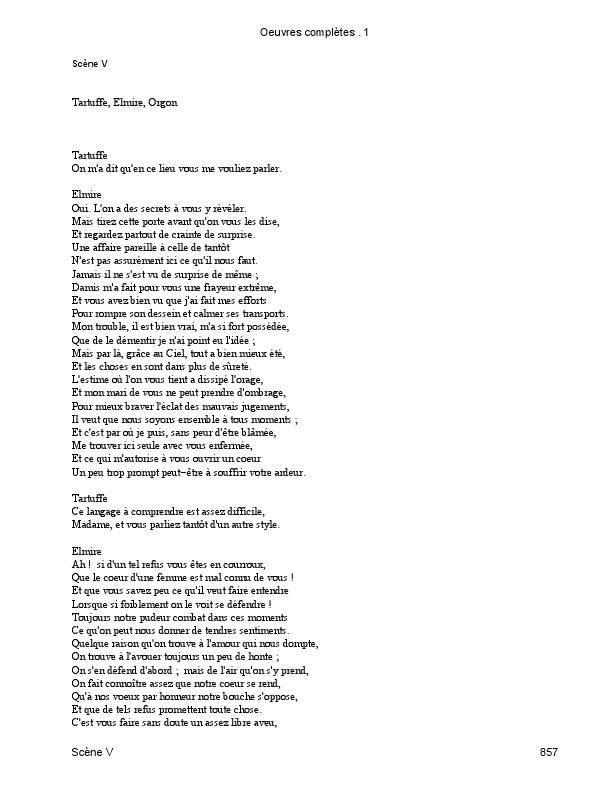 Oeuvres complètes . 1
Scène V
Tartuffe, Elmire, Orgon
Tartuffe
On m'a dit qu'en ce lieu vous me vouliez parler.
Elmire
Oui. L'on a des secrets à vous y révéler.
Mais tirez cette porte avant qu'on vous les dise,
Et regardez partout de crainte de surprise.
Une affaire pareille à celle de tantôt
N'est pas assurément ici ce qu'il nous faut.
Jamais il ne s'est vu de surprise de même ;
Damis m'a fait pour vous une frayeur extrême,
Et vous avez bien vu que j'ai fait mes efforts
Pour rompre son dessein et calmer ses transports.
Mon trouble, il est bien vrai, m'a si fort possédée,
Que de le démentir je n'ai point eu l'idée ;
Mais par là, grâce au Ciel, tout a bien mieux été,
Et les choses en sont dans plus de sûreté.
L'estime où l'on vous tient a dissipé l'orage,
Et mon mari de vous ne peut prendre d'ombrage,
Pour mieux braver l'éclat des mauvais jugements,
Il veut que nous soyons ensemble à tous moments ;
Et c'est par où je puis, sans peur d'être blâmée,
Me trouver ici seule avec vous enfermée,
Et ce qui m'autorise à vous ouvrir un coeur
Un peu trop prompt peut−être à souffrir votre ardeur.
Tartuffe
Ce langage à comprendre est assez difficile,
Madame, et vous parliez tantôt d'un autre style.
Elmire
Ah !  si d'un tel refus vous êtes en courroux,
Que le coeur d'une femme est mal connu de vous !
Et que vous savez peu ce qu'il veut faire entendre
Lorsque si foiblement on le voit se défendre !
Toujours notre pudeur combat dans ces moments
Ce qu'on peut nous donner de tendres sentiments.
Quelque raison qu'on trouve à l'amour qui nous dompte,
On trouve à l'avouer toujours un peu de honte ;
On s'en défend d'abord ;  mais de l'air qu'on s'y prend,
On fait connoître assez que notre coeur se rend,
Qu'à nos voeux par honneur notre bouche s'oppose,
Et que de tels refus promettent toute chose.
C'est vous faire sans doute un assez libre aveu,
Scène V
857